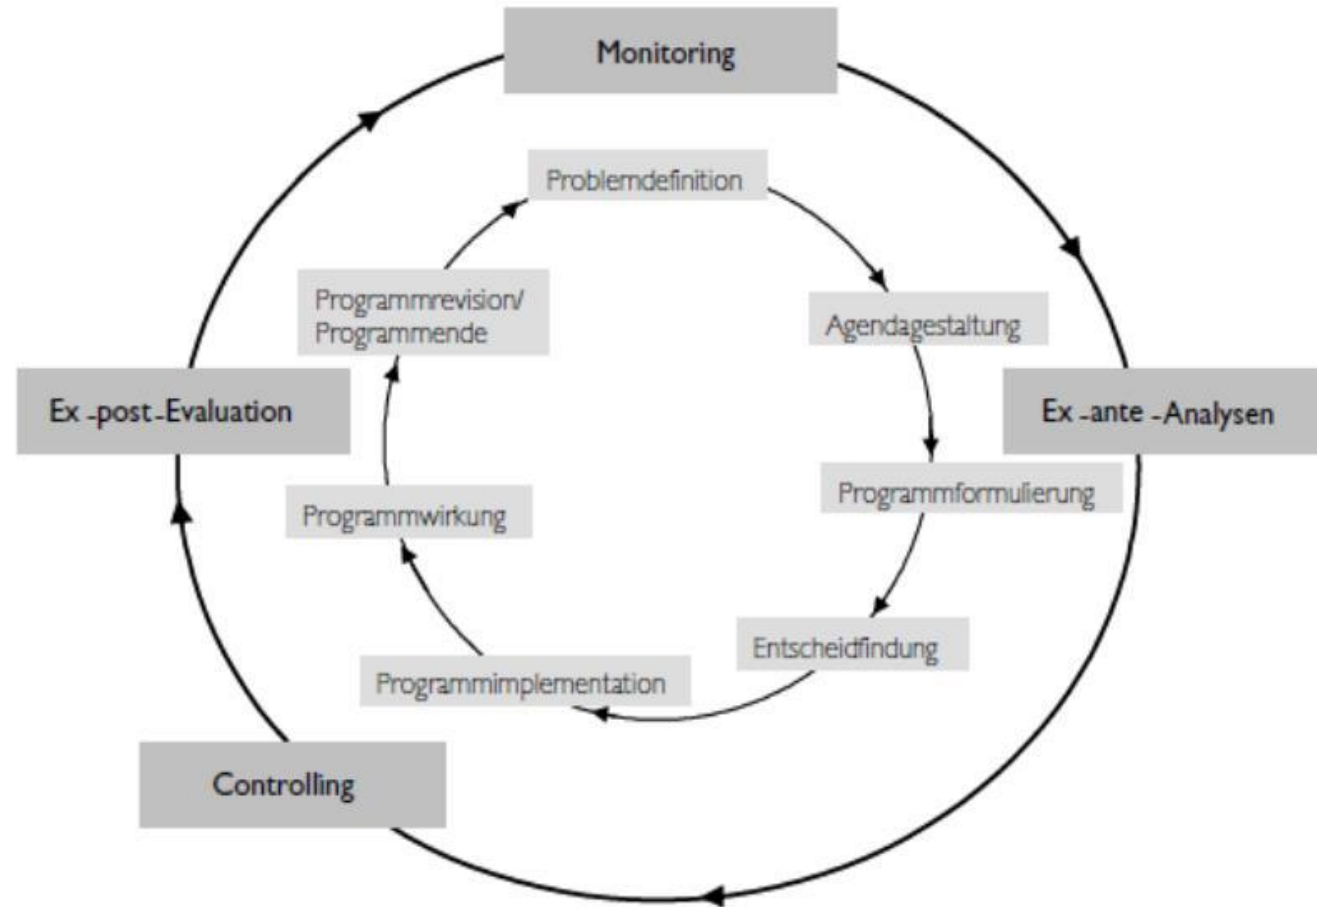 Monitoring
Problemdefinition
Programmrevision/
Programmende
Agendagestaltung
Ex -post-Evaluation
Ex -ante -Analysen
Programmwirkung
Programmformulierung
Entscheidfindung
Programmimplementation
Controlling